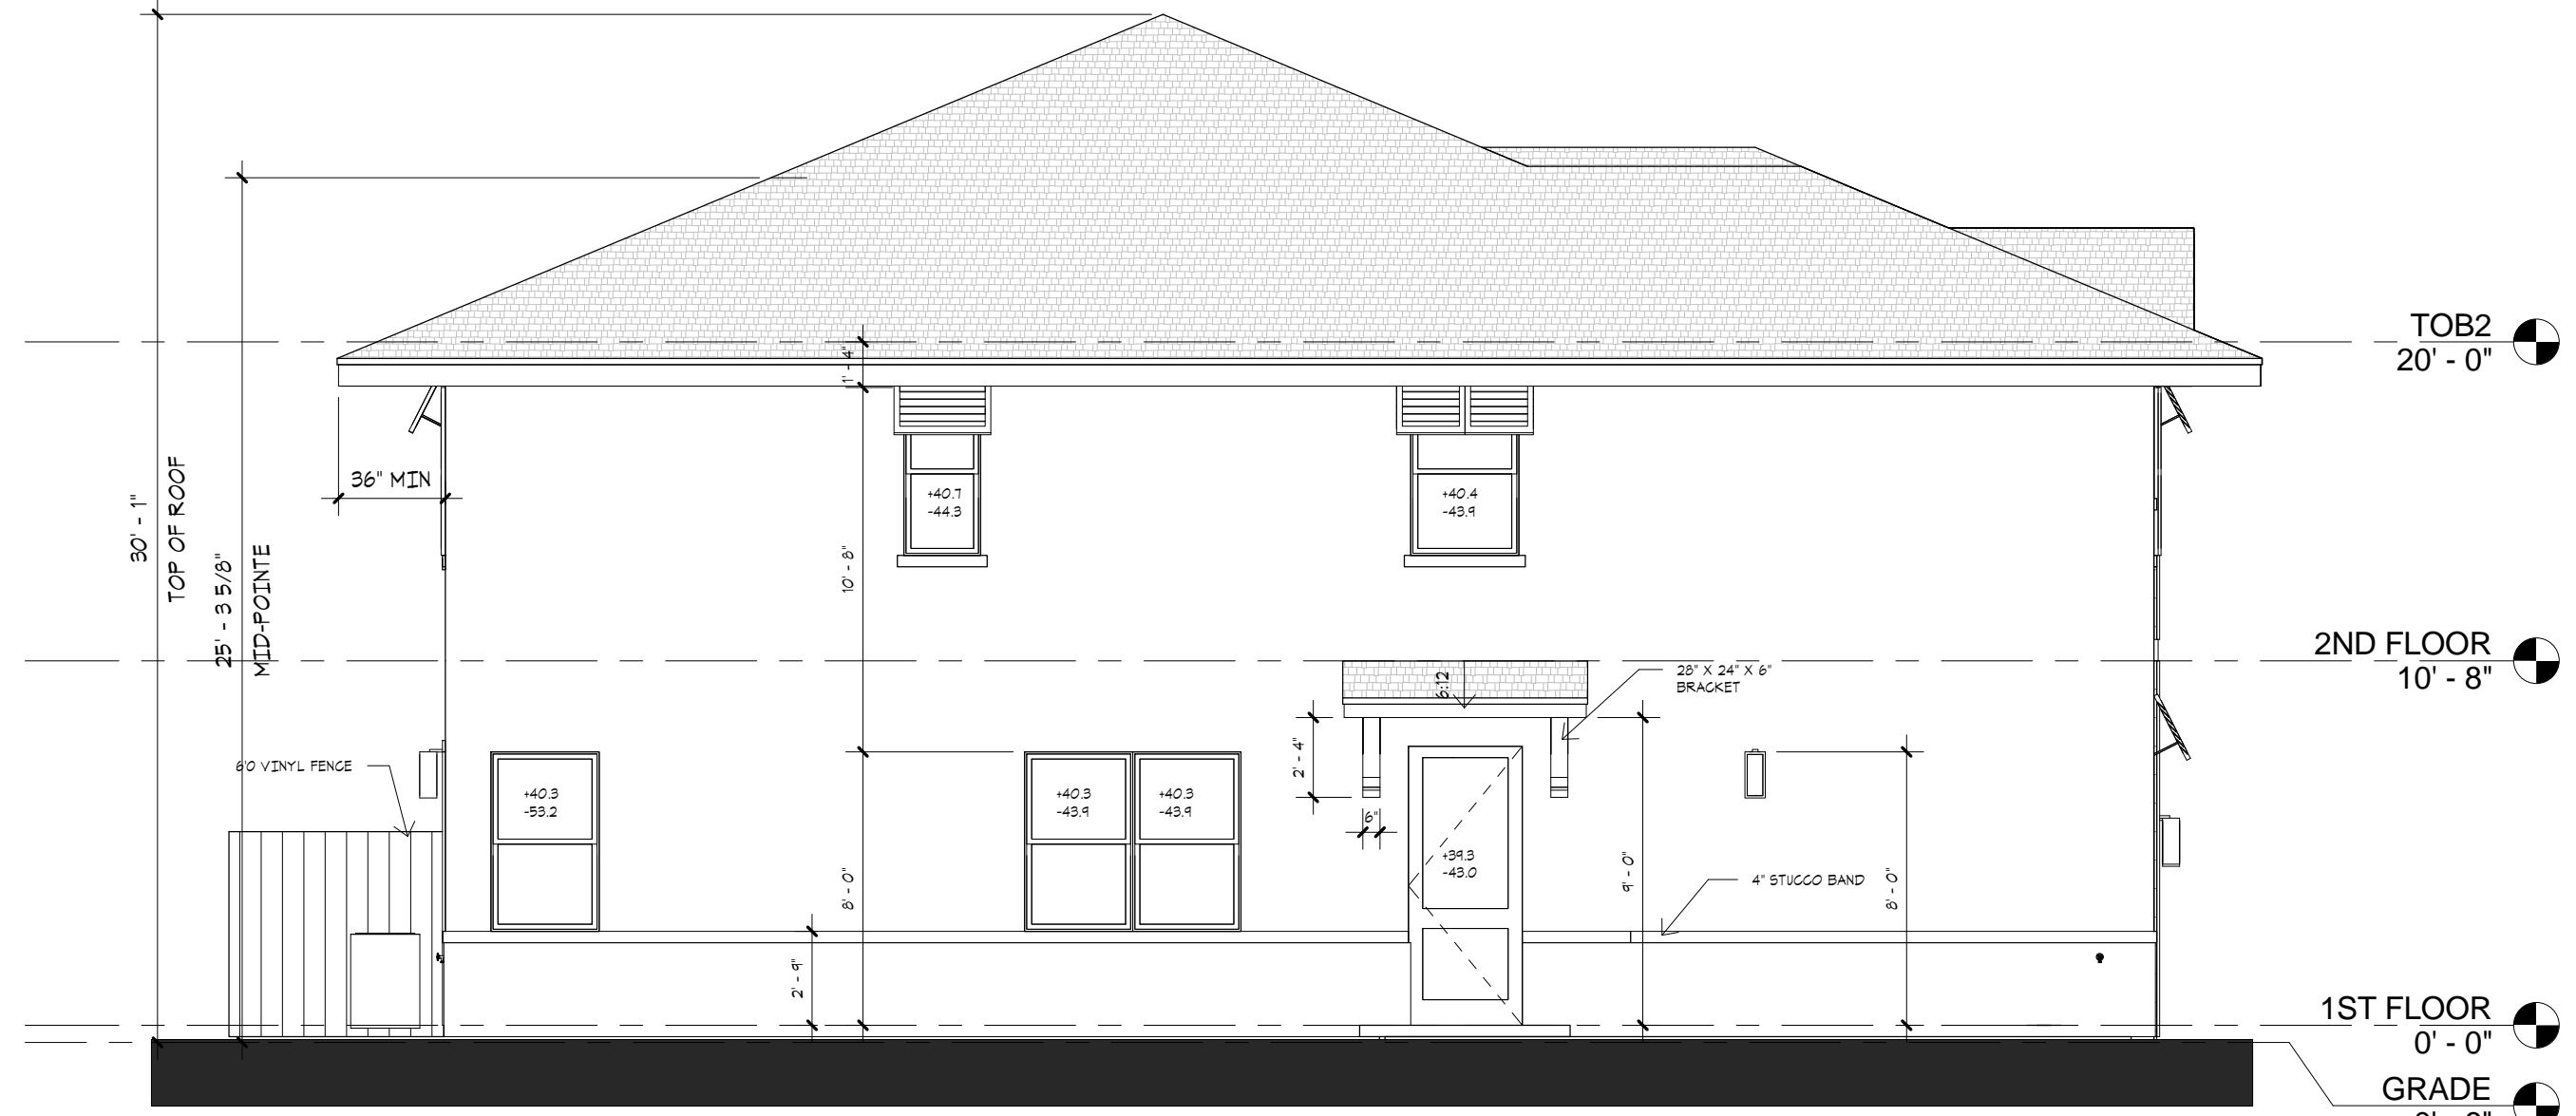 TOB2
20' - 0"
1' - 4"
36" MIN
30' - 1"
TOP OF ROOF
25' - 3 5/8"
MID-POINTE
+40.7
-44.3
+40.4
-43.9
10' - 8"
2ND FLOOR
10' - 8"
6:12
28" X 24" X 6"
BRACKET
2' - 4"
6"
6'0 VINYL FENCE
+40.3
-53.2
+40.3
-43.9
+40.3
-43.9
+39.3
-43.0
8' - 0"
9' - 0"
4" STUCCO BAND
8' - 0"
2' - 9"
1ST FLOOR
0' - 0"
GRADE